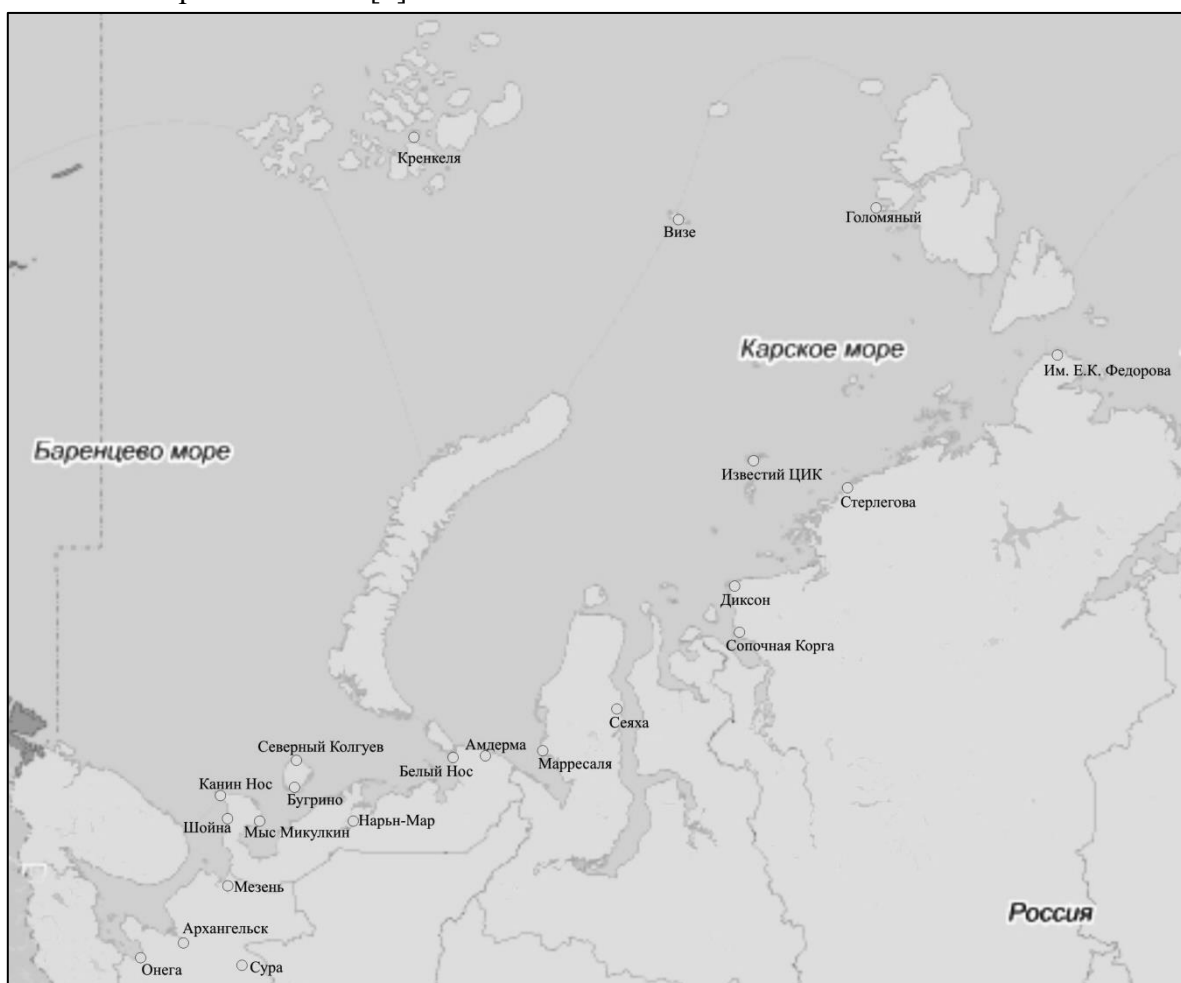 Кренкеля
Голомяный
Визе
Карское море
Им. Е.К. Федорова
Баренцево море
Известий ЦИК
Стерлегова
Диксон
Сопочная Корга
Сеяха
Северный Колгуев
Амдерма
Белый Нос
Марресаля
Канин Нос
Бугрино
Шойна
Мыс Микулкин
Нарьн-Мар
Мезень
Россия
Архангельск
Онега
Сура